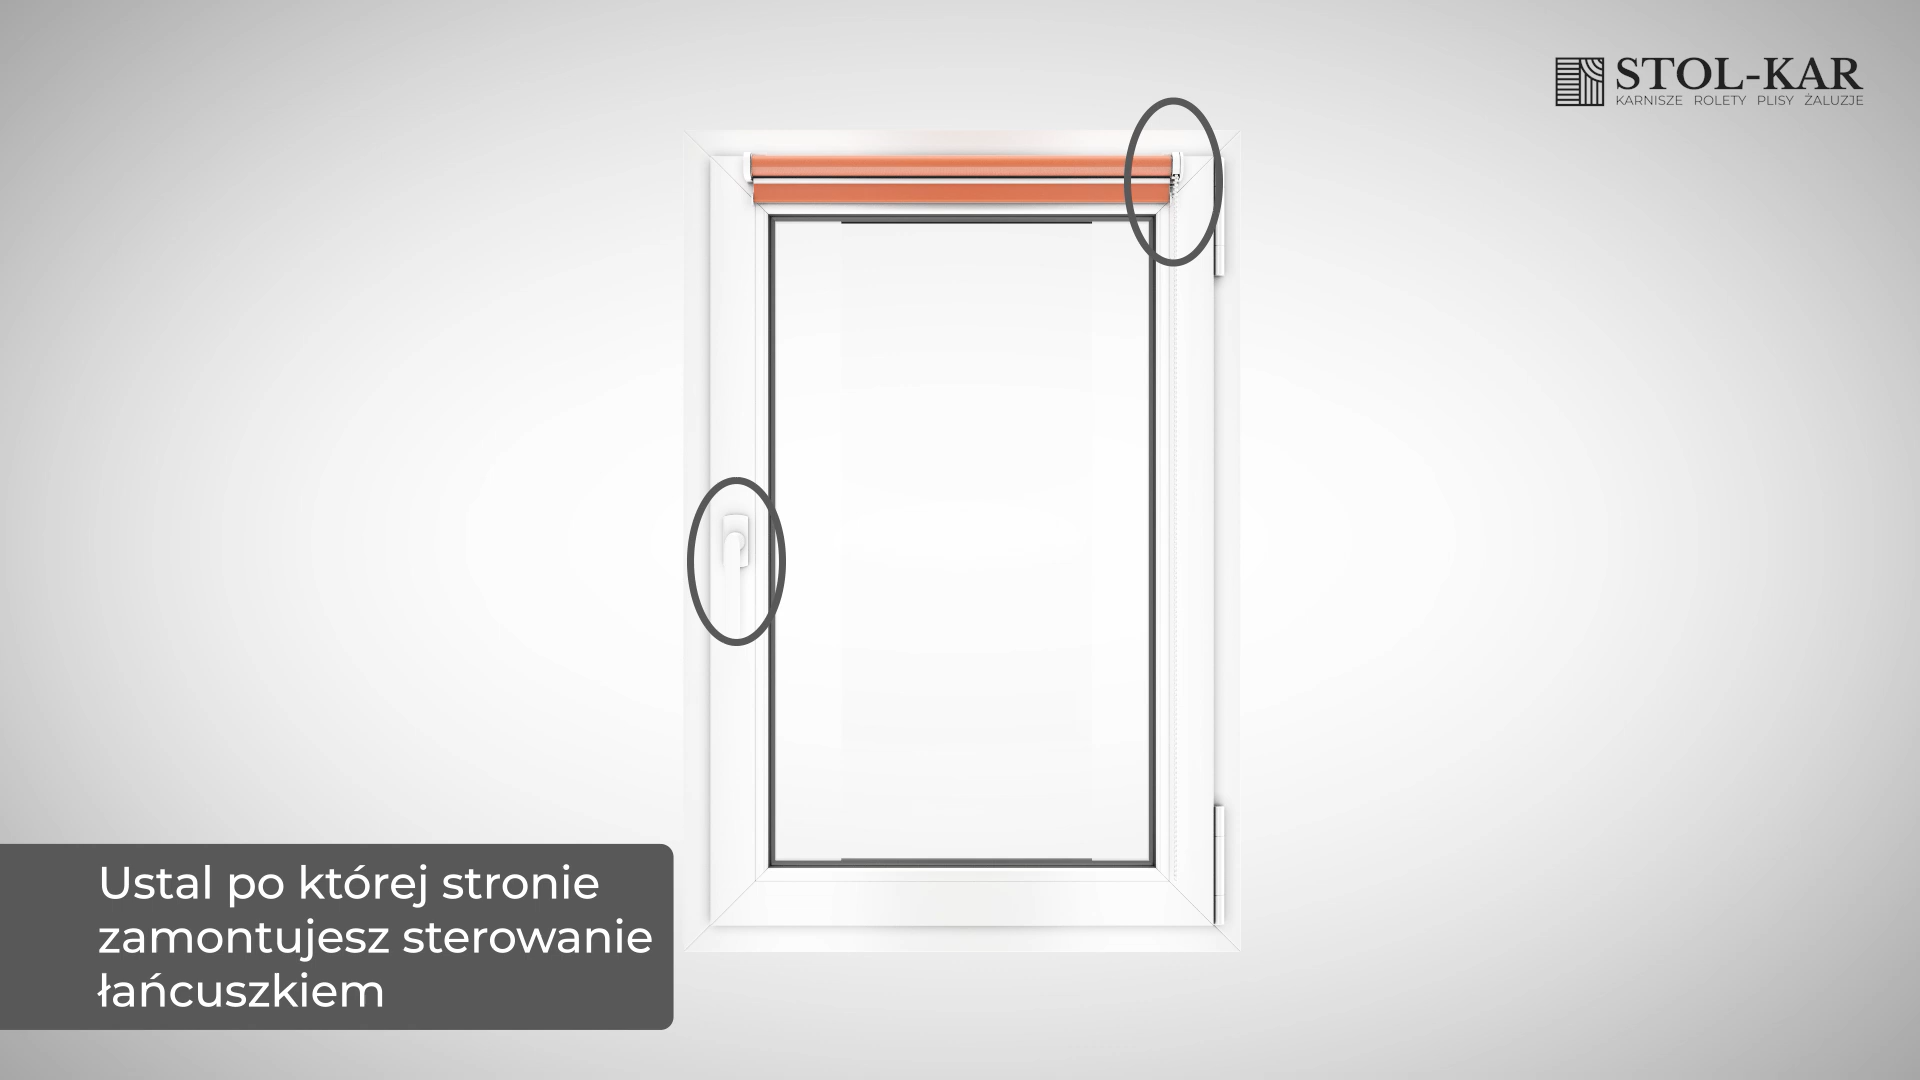 STOL-KAR
KARNISZE ROLETY PLISY ŻALUZJE
Ustal po której stronie
zamontujesz sterowanie
łańcuszkiem